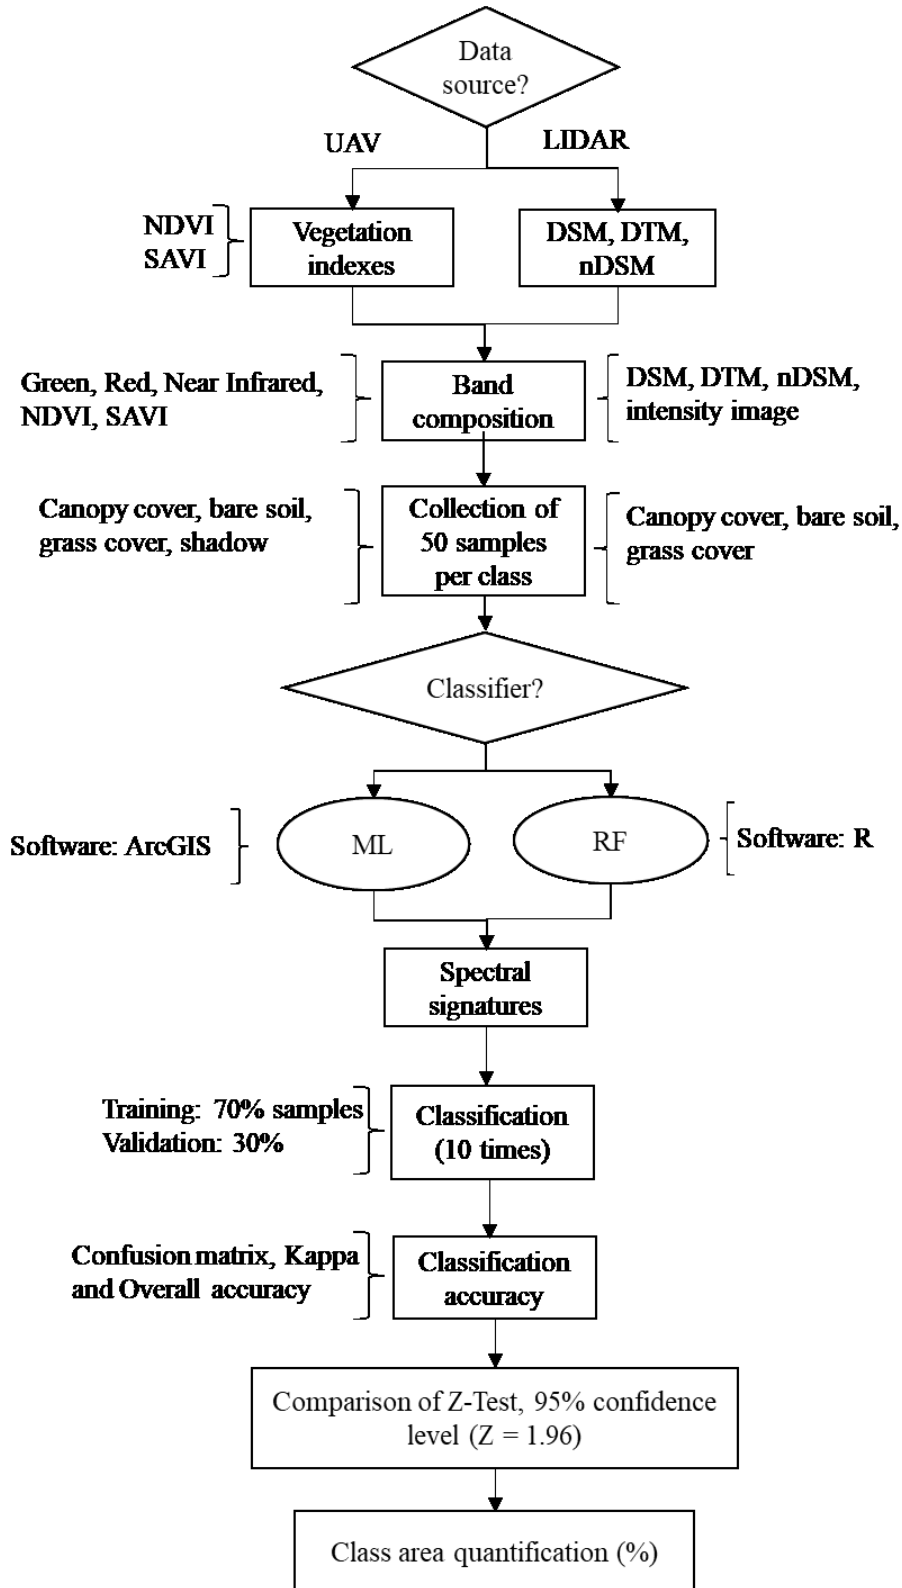 Data
source?
UAV
LIDAR
NDVI
SAVI
Vegetation
indexes
DSM, DTM,
nDSM
Green, Red, Near Infrared,
NDVI, SAVI
Band
composition
DSM, DTM, nDSM,
intensity image
Canopy cover, bare soil,
grass cover, shadow
Collection of
50 samples
per class
Canopy cover, bare soil,
grass cover
Classifier?
Software: ArcGIS
ML
RF
Software: R
Spectral
signatures
Training: 70% samples
Validation: 30%
Classification
(10 times)
Confusion matrix, Kappa
and Overall accuracy
Classification
accuracy
Comparison of Z-Test, 95% confidence
level (Z = 1.96)
Class area quantification (%)